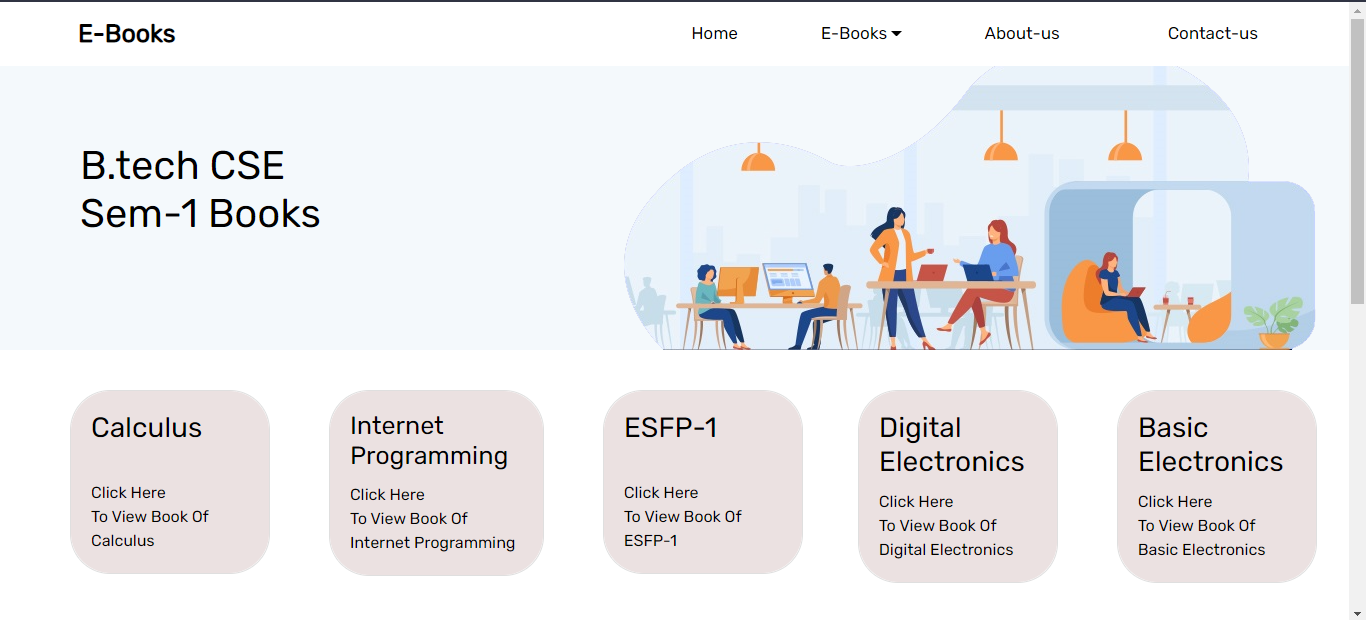 E-Books
Home
E-Books
About-us
Contact-us
B.tech CSE
Sem-1 Books
Calculus
Click Here
To View Book Of
Calculus
Internet
Programming
Click Here
To View Book Of
Internet Programming
ESFP-1
Click Here
To View Book Of
ESFP-1
Digital
Electronics
Click Here
To View Book Of
Digital Electronics
Basic
Electronics
Click Here
To View Book Of
Basic Electronics